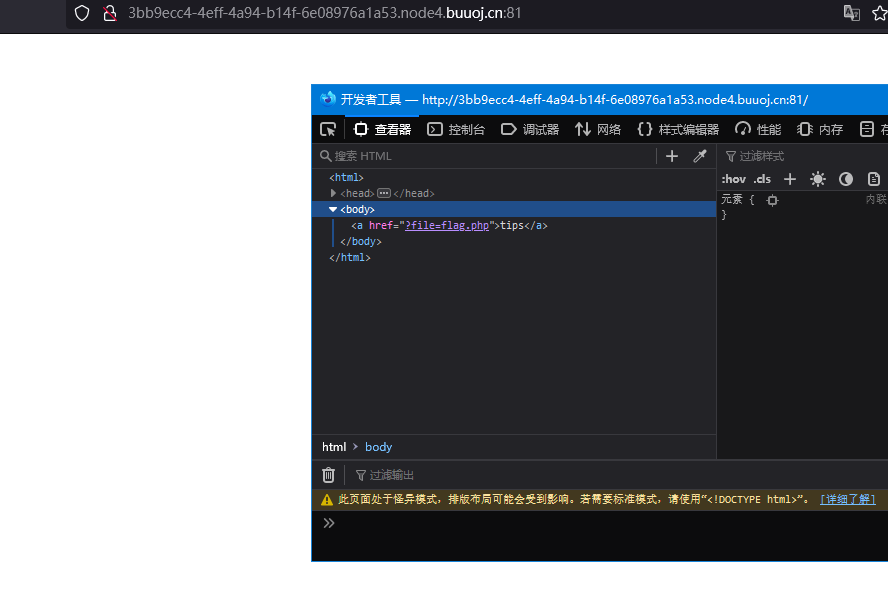 3bb9ecc4-4eff-4a94-b14f-6e08976a1a53.node4.buuoj.cn:81
开发者工具 — http://3bb9ecc4-4eff-4a94-b14f-6e08976a1a53.node4.buuoj.cn:81/
查看器 控制台 调试器 网络 {} 样式编辑器 性能 内存 存
搜索 HTML + 过滤样式
:hov .cls +
<html>
<head>···</head>
<body>
<a href="?file=flag.php">tips</a>
</body>
</html>
元素 { 内联
}
html > body
过滤输出
此页面处于怪异模式，排版布局可能会受到影响。若需要标准模式，请使用“<!DOCTYPE html>”。 [详细了解]
»